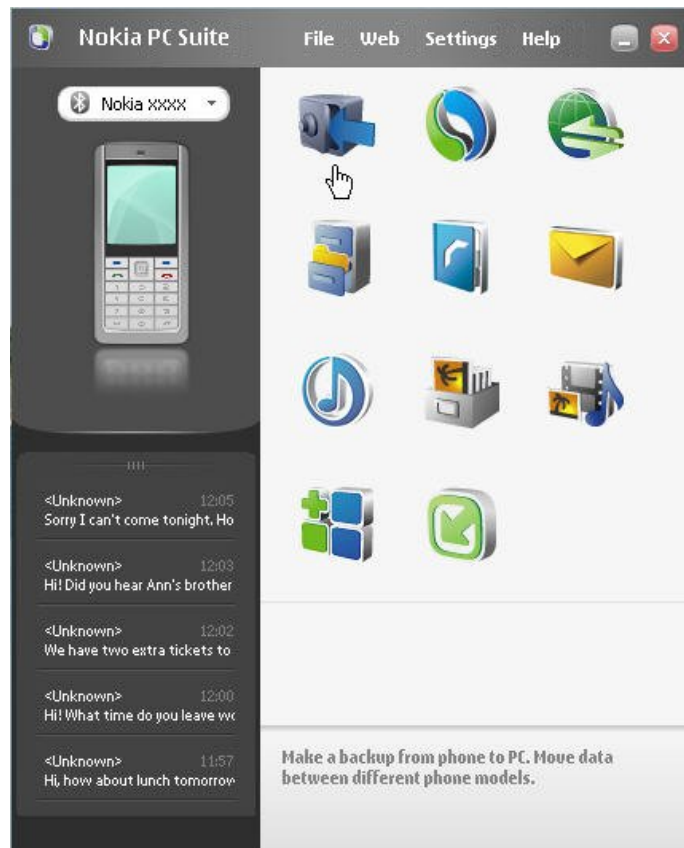 Nokia PC Suite
File Web Settings Help
Nokia xxxx
<Unknown> 12:05
Sorry I can't come tonight. Ho
<Unknown> 12:03
Hi! Did you hear Ann's brother
<Unknown> 12:02
We have two extra tickets to
<Unknown> 12:00
Hi! What time do you leave wo
<Unknown> 11:57
Hi, how about lunch tomorrow
Make a backup from phone to PC. Move data
between different phone models.